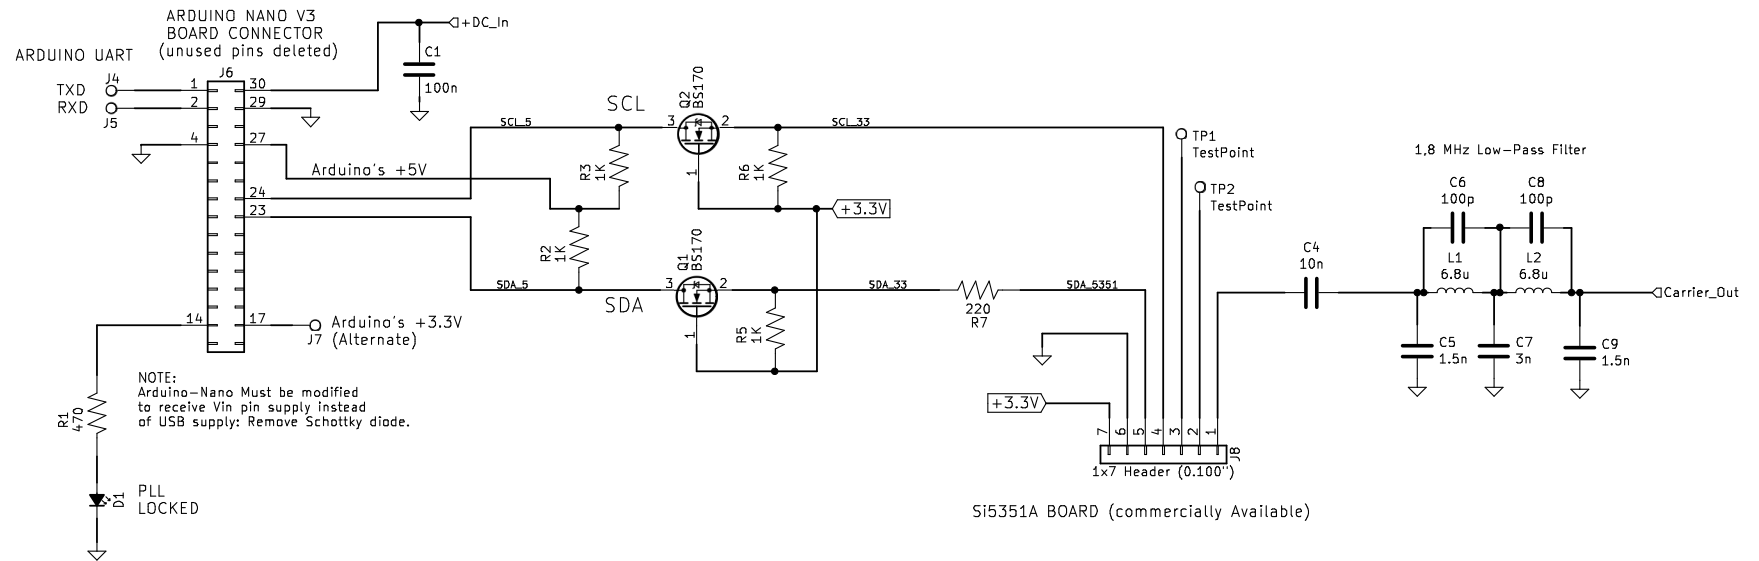 ARDUINO NANO V3
BOARD CONNECTOR
(unused pins deleted)
ARDUINO UART
+DC_In
C1
100n
J6
J4
TXD
RXD
J5
1
2
4
14
30
29
27
24
23
17
Arduino's +5V
Arduino's +3.3V
(Alternate)
J7
NOTE:
Arduino-Nano Must be modified
to receive Vin pin supply instead
of USB supply: Remove Schottky diode.
R1
470
D1
PLL
LOCKED
SCL
SCL_5
R3
1K
R2
1K
SDA_5
SDA
Q2
BS170
3
2
1
SCL_33
R6
1K
+3.3V
Q1
BS170
3
2
1
SDA_33
R5
1K
220
R7
SDA_5351
TP1
TestPoint
TP2
TestPoint
+3.3V
7
6
5
4
3
2
1
J8
1x7 Header (0.100")
Si5351A BOARD (commercially Available)
1,8 MHz Low-Pass Filter
C4
10n
C6
100p
C8
100p
L1
6.8u
L2
6.8u
Carrier_Out
C5
1.5n
C7
3n
C9
1.5n